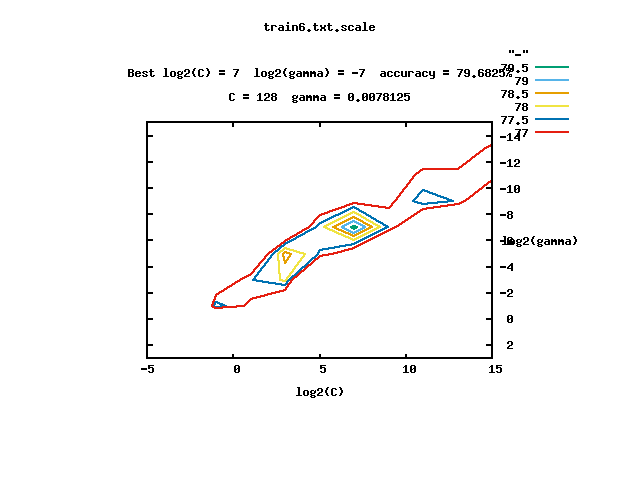 train6.txt.scale
"-"
Best log2(C) = 7  log2(gamma) = -7  accuracy = 79.6825%
79.5
79
C = 128  gamma = 0.0078125
78.5
78
77.5
77
-14
-12
-10
-8
-6
log2(gamma)
-4
-2
0
2
-5 0 5 10 15
log2(C)